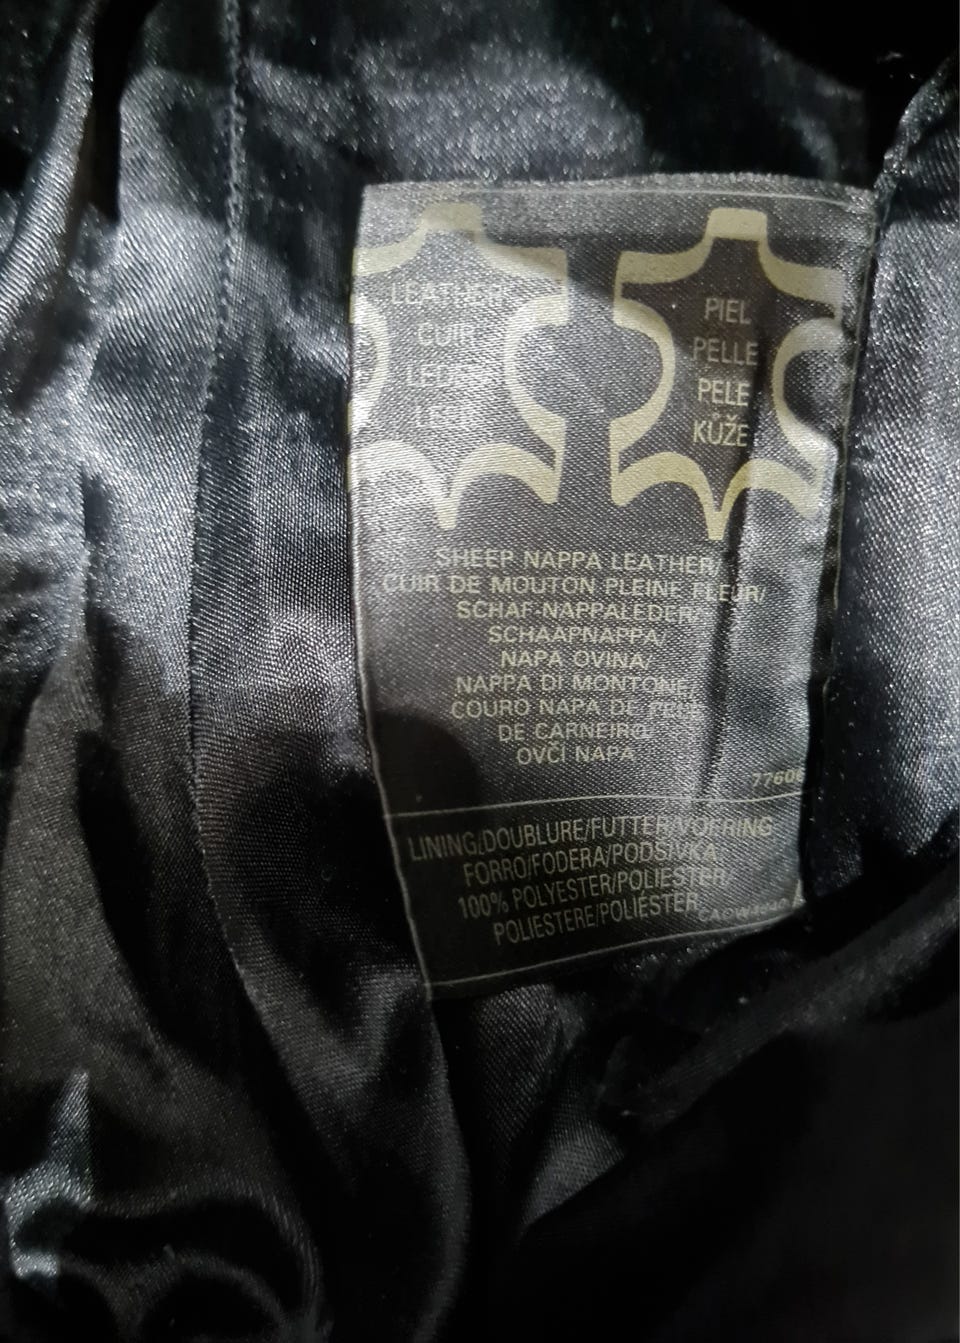 LEATHER
CUIR
LEDER
LEER
PIEL
PELLE
PELE
KŮŽE
SHEEP NAPPA LEATHER/
CUIR DE MOUTON PLEINE FLEUR/
SCHAF-NAPPALEDER/
SCHAAPNAPPA/
NAPA OVINA/
NAPPA DI MONTONE/
COURO NAPA DE PELE
DE CARNEIRO
OVČI NAPA
LINING/DOUBLURE/FUTTER/VOERING
FORRO/FODERA/PODSIVKA
100% POLYESTER/POLIESTER/
POLIESTERE/POLIÉSTER